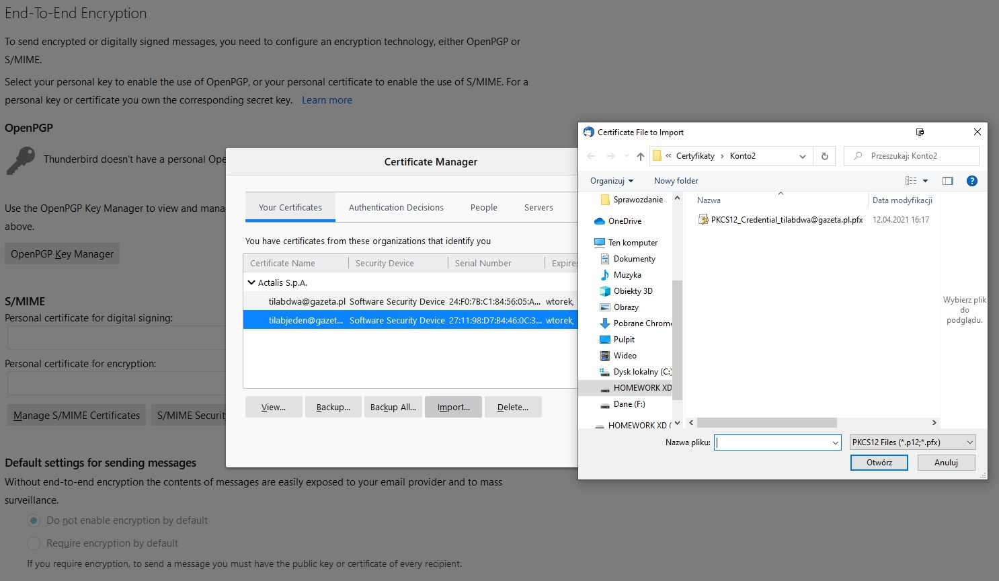 End-To-End Encryption
To send encrypted or digitally signed messages, you need to configure an encryption technology, either OpenPGP or
S/MIME.
Select your personal key to enable the use of OpenPGP, or your personal certificate to enable the use of S/MIME. For a
personal key or certificate you own the corresponding secret key. Learn more
OpenPGP
Thunderbird doesn't have a personal Ope
Use the OpenPGP Key Manager to view and mana
above.
OpenPGP Key Manager
S/MIME
Personal certificate for digital signing:
Personal certificate for encryption:
Manage S/MIME Certificates
S/MIME Securit
Default settings for sending messages
Without end-to-end encryption the contents of messages are easily exposed to your email provider and to mass
surveillance.
Do not enable encryption by default
Require encryption by default
If you require encryption, to send a message you must have the public key or certificate of every recipient.
Certificate Manager
Your Certificates Authentication Decisions People Servers
You have certificates from these organizations that identify you
Certificate Name Security Device Serial Number Expires
Actalis S.p.A.
tilabdwa@gazeta.pl Software Security Device 24:F0:7B:C1:84:56:05:A... wtorek,
tilabjeden@gazet... Software Security Device 27:11:98:D7:B4:46:0C:3... wtorek,
View... Backup... Backup All... Import... Delete...
Certificate File to Import
« Certyfikaty › Konto2
Przeszukaj: Konto2
Organizuj Nowy folder
Sprawozdanie
OneDrive
Ten komputer
Dokumenty
Muzyka
Obiekty 3D
Obrazy
Pobrane Chrome
Pulpit
Wideo
Dysk lokalny (C:)
HOMEWORK XD
Dane (F:)
HOMEWORK XD (
Nazwa Data modyfikacji
PKCS12_Credential_tilabdwa@gazeta.pl.pfx 12.04.2021 16:17
Wybierz plik
do
podglądu.
Nazwa pliku:
PKCS12 Files (*.p12;*.pfx)
Otwórz Anuluj